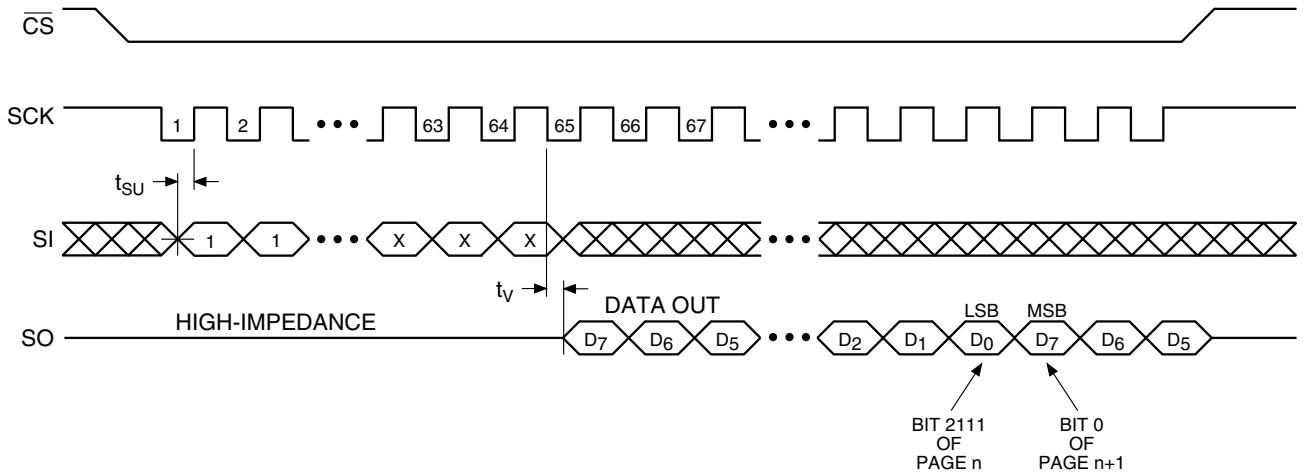 CS
SCK 1 2 63 64 65 66 67
tSU
SI 1 1 X X X
tV
HIGH-IMPEDANCE DATA OUT LSB MSB
SO D7 D6 D5 D2 D1 D0 D7 D6 D5
BIT 2111
OF
PAGE n
BIT 0
OF
PAGE n+1